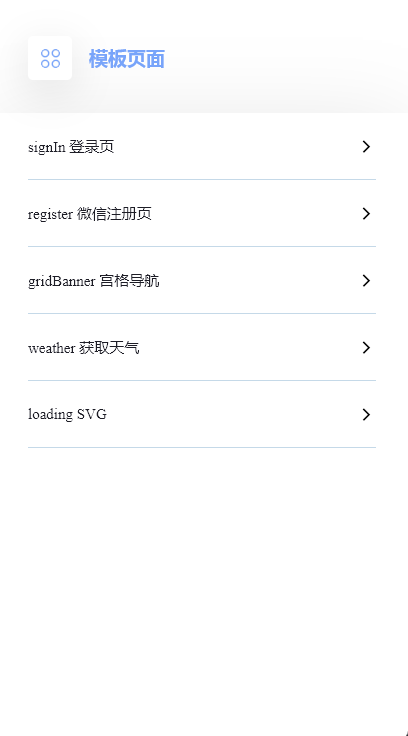 模板页面
signIn 登录页
register 微信注册页
gridBanner 宫格导航
weather 获取天气
loading SVG